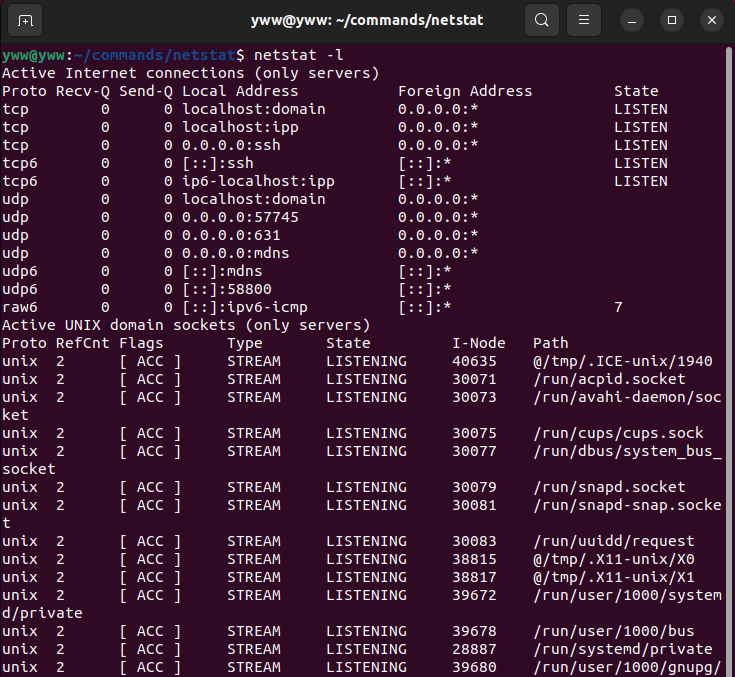 yww@yww: ~/commands/netstat
yww@yww:~/commands/netstat$ netstat -l
Active Internet connections (only servers)
Proto Recv-Q Send-Q Local Address           Foreign Address         State
tcp        0      0 localhost:domain        0.0.0.0:*               LISTEN
tcp        0      0 localhost:ipp           0.0.0.0:*               LISTEN
tcp        0      0 0.0.0.0:ssh             0.0.0.0:*               LISTEN
tcp6       0      0 [::]:ssh                [::]:*                  LISTEN
tcp6       0      0 ip6-localhost:ipp       [::]:*                  LISTEN
udp        0      0 localhost:domain        0.0.0.0:*
udp        0      0 0.0.0.0:57745           0.0.0.0:*
udp        0      0 0.0.0.0:631             0.0.0.0:*
udp        0      0 0.0.0.0:mdns            0.0.0.0:*
udp6       0      0 [::]:mdns               [::]:*
udp6       0      0 [::]:58800              [::]:*
raw6       0      0 [::]:ipv6-icmp          [::]:*                  7
Active UNIX domain sockets (only servers)
Proto RefCnt Flags       Type       State         I-Node   Path
unix  2      [ ACC ]     STREAM     LISTENING     40635    @/tmp/.ICE-unix/1940
unix  2      [ ACC ]     STREAM     LISTENING     30071    /run/acpid.socket
unix  2      [ ACC ]     STREAM     LISTENING     30073    /run/avahi-daemon/soc
ket
unix  2      [ ACC ]     STREAM     LISTENING     30075    /run/cups/cups.sock
unix  2      [ ACC ]     STREAM     LISTENING     30077    /run/dbus/system_bus_
socket
unix  2      [ ACC ]     STREAM     LISTENING     30079    /run/snapd.socket
unix  2      [ ACC ]     STREAM     LISTENING     30081    /run/snapd-snap.socke
t
unix  2      [ ACC ]     STREAM     LISTENING     30083    /run/uuidd/request
unix  2      [ ACC ]     STREAM     LISTENING     38815    @/tmp/.X11-unix/X0
unix  2      [ ACC ]     STREAM     LISTENING     38817    @/tmp/.X11-unix/X1
unix  2      [ ACC ]     STREAM     LISTENING     39672    /run/user/1000/system
d/private
unix  2      [ ACC ]     STREAM     LISTENING     39678    /run/user/1000/bus
unix  2      [ ACC ]     STREAM     LISTENING     28887    /run/systemd/private
unix  2      [ ACC ]     STREAM     LISTENING     39680    /run/user/1000/gnupg/